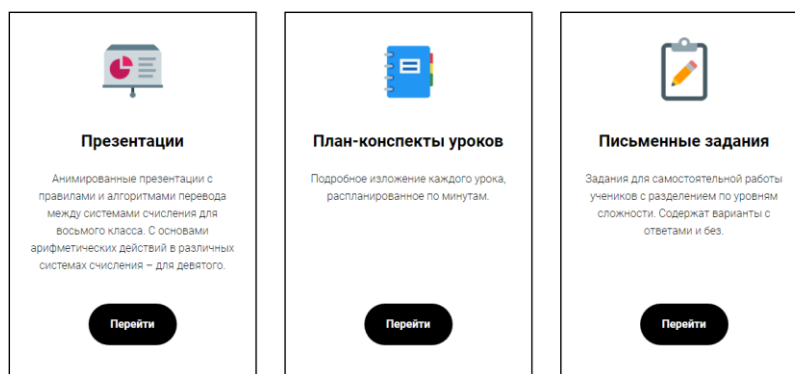 Презентации
Анимированные презентации с
правилами и алгоритмами перевода
между системами счисления для
восьмого класса. С основами
арифметических действий в различных
системах счисления – для девятого.
Перейти
План-конспекты уроков
Подробное изложение каждого урока,
распланированное по минутам.
Перейти
Письменные задания
Задания для самостоятельной работы
учеников с разделением по уровням
сложности. Содержат варианты с
ответами и без.
Перейти